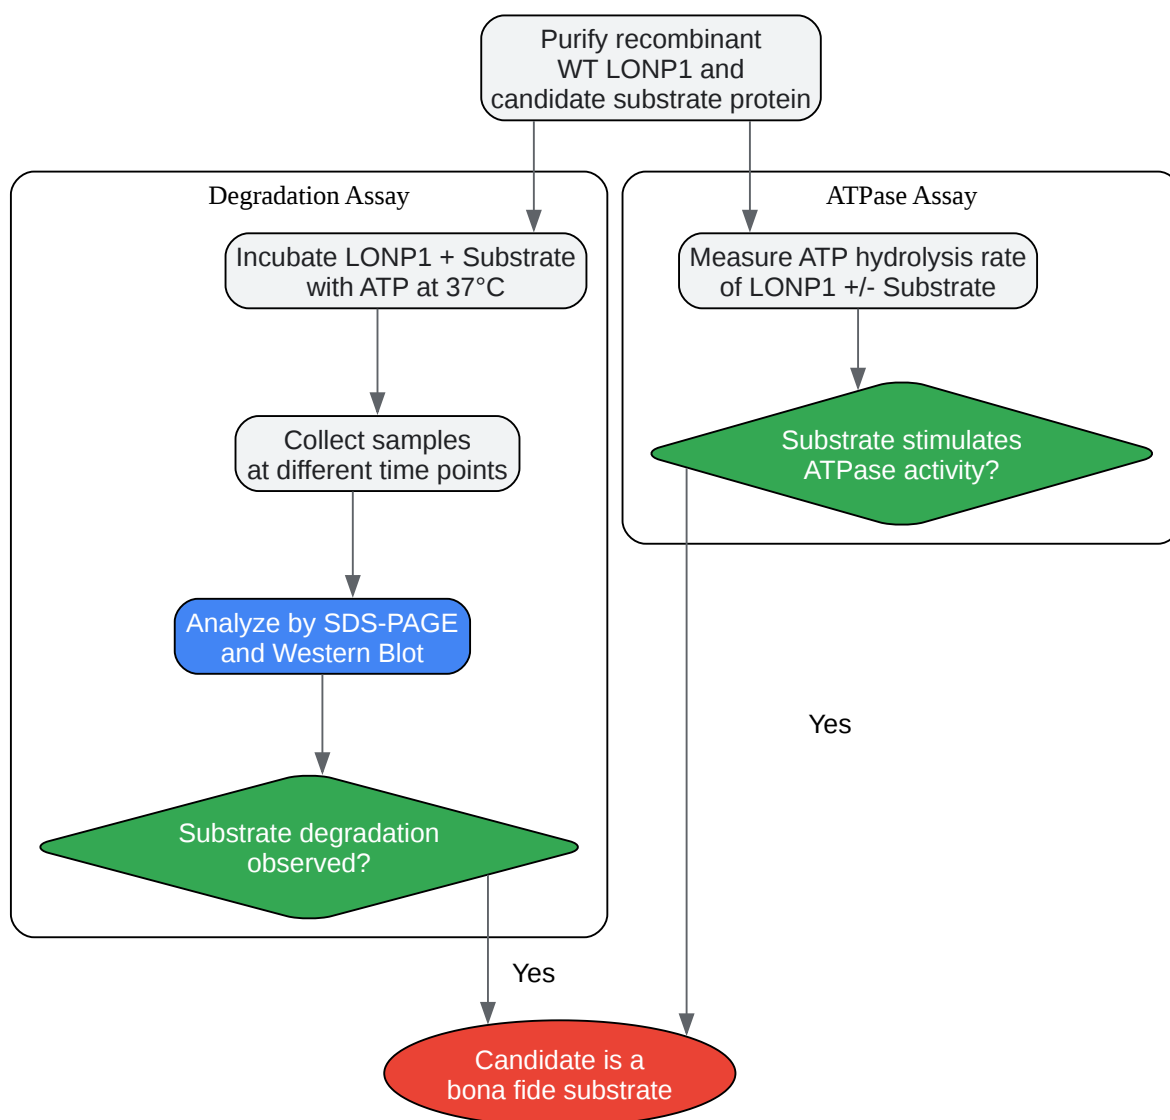 Purify recombinant
WT LONP1 and
candidate substrate protein
Degradation Assay
Incubate LONP1 + Substrate
with ATP at 37°C
Collect samples
at different time points
Analyze by SDS-PAGE
and Western Blot
Substrate degradation
observed?
Yes
ATPase Assay
Measure ATP hydrolysis rate
of LONP1 +/- Substrate
Substrate stimulates
ATPase activity?
Yes
Candidate is a
bona fide substrate